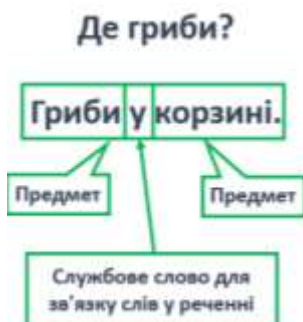 Де гриби?
Гриби у корзині.
Предмет
Предмет
Службове слово для
зв'язку слів у реченні